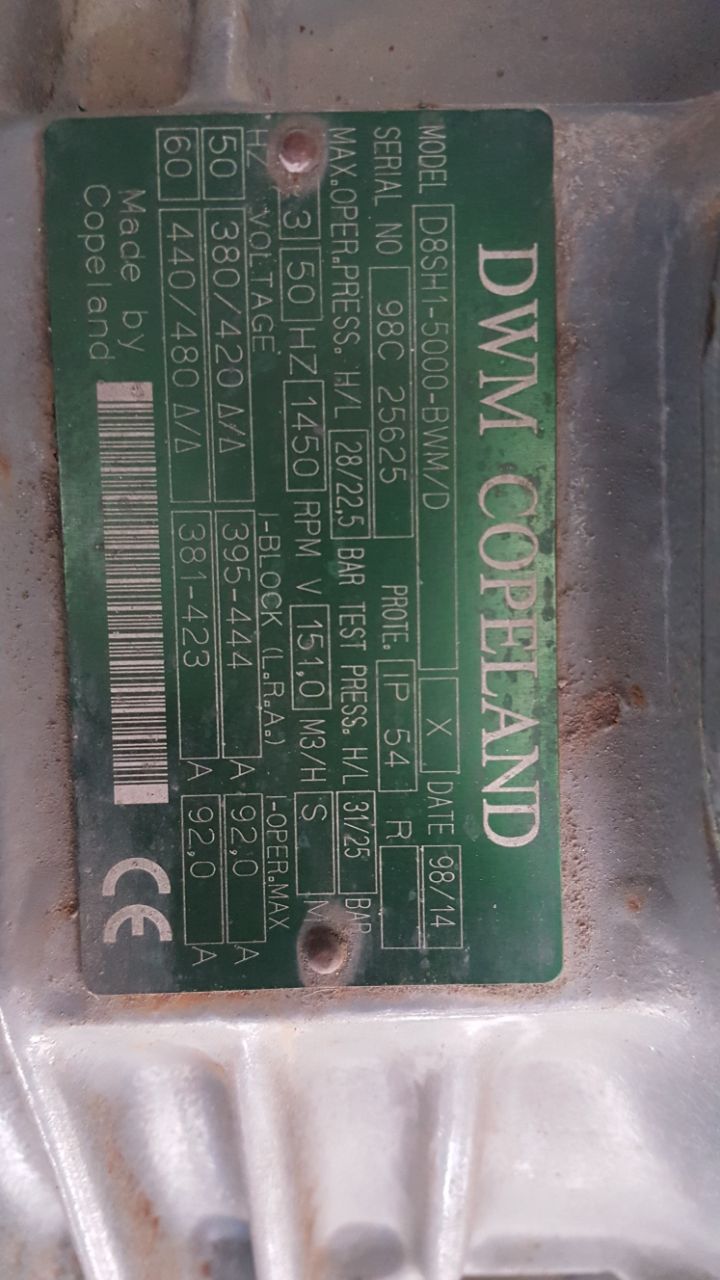 DWM COPELAND
MODEL D8SH1-5000-BWM/D X DATE 98/14
SERIAL NO 98C 25625 PROTE. IP 54 R
MAX.OPER.PRESS. H/L 28/22,5 BAR TEST PRESS. H/L 31/25 BAR
3 50 HZ 1450 RPM V 151,0 M3/H S
HZ VOLTAGE I-BLOCK (L.R.A.) I-OPER.MAX
50 380/420 Δ/Δ 395-444 A 92,0 A
60 440/480 Δ/Δ 381-423 A 92,0 A
Made by
Copeland
CE